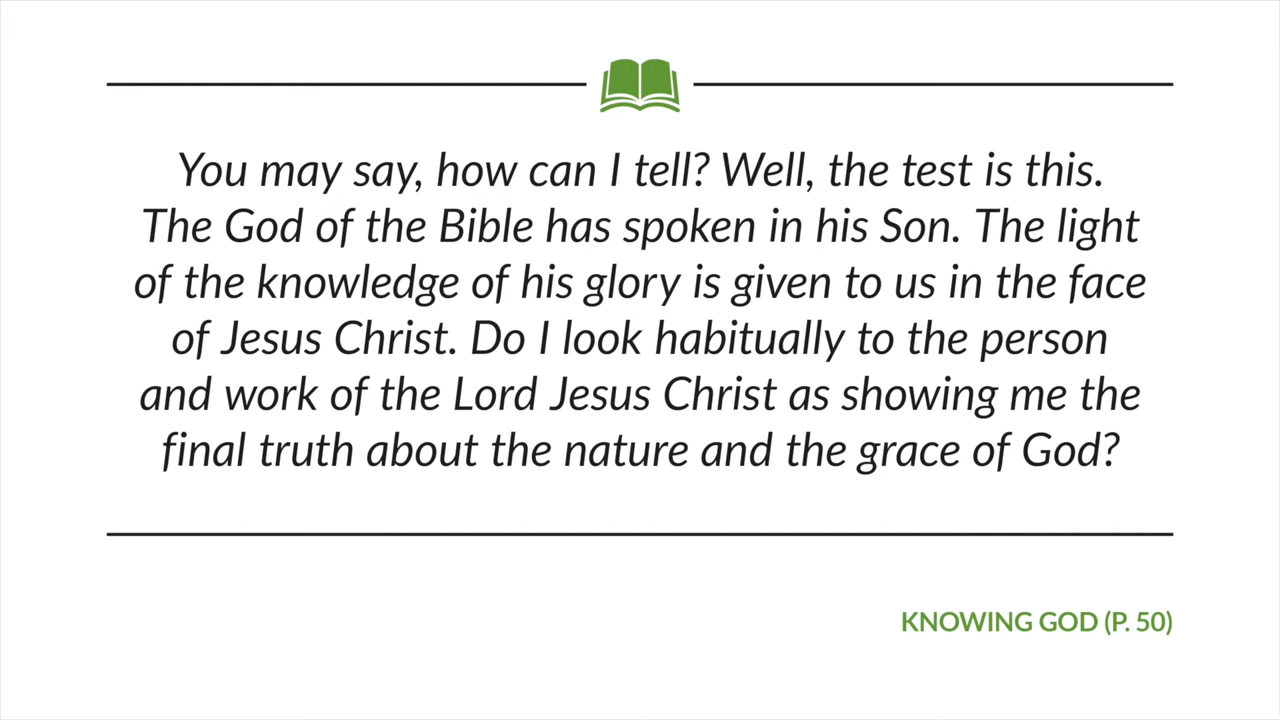 You may say, how can I tell? Well, the test is this.
The God of the Bible has spoken in his Son. The light
of the knowledge of his glory is given to us in the face
of Jesus Christ. Do I look habitually to the person
and work of the Lord Jesus Christ as showing me the
final truth about the nature and the grace of God?
KNOWING GOD (P. 50)